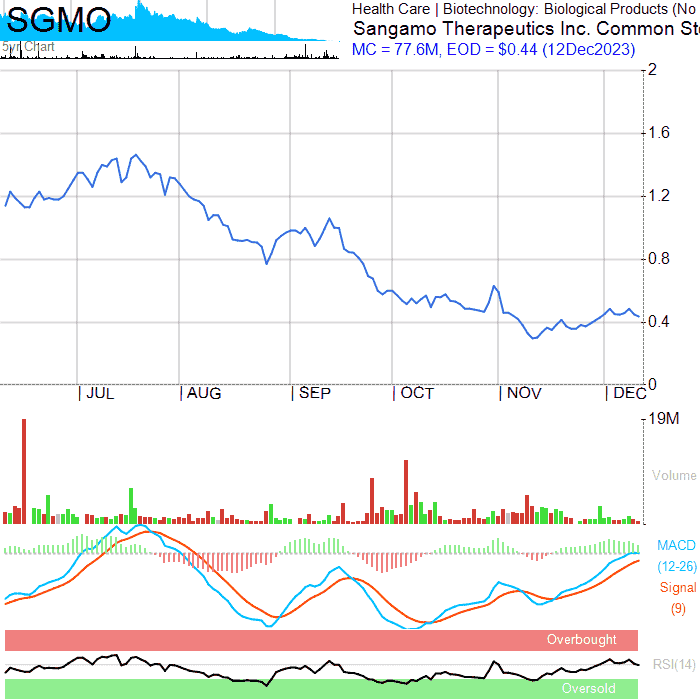 SGMO
5yr Chart
Health Care | Biotechnology: Biological Products (No
Sangamo Therapeutics Inc. Common Sto
MC = 77.6M, EOD = $0.44 (12Dec2023)
2
1.6
1.2
0.8
0.4
0
JUL AUG SEP OCT NOV DEC
19M
Volume
MACD
(12-26)
Signal
(9)
Overbought
RSI(14)
Oversold